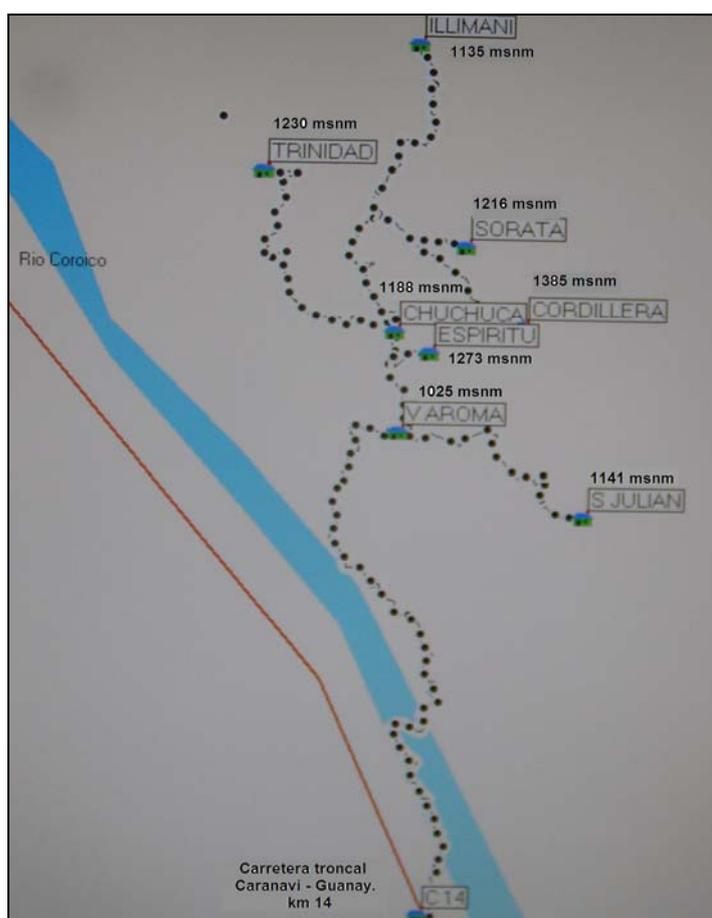 ILLIMANI
1135 msnm
1230 msnm
TRINIDAD
1216 msnm
SORATA
Rio Coroico
1188 msnm
1385 msnm
CHUCHUCA
CORDILLERA
ESPIRITU
1273 msnm
1025 msnm
V AROMA
1141 msnm
S JULIAN
Carretera troncal
Caranavi - Guanay.
km 14
C14